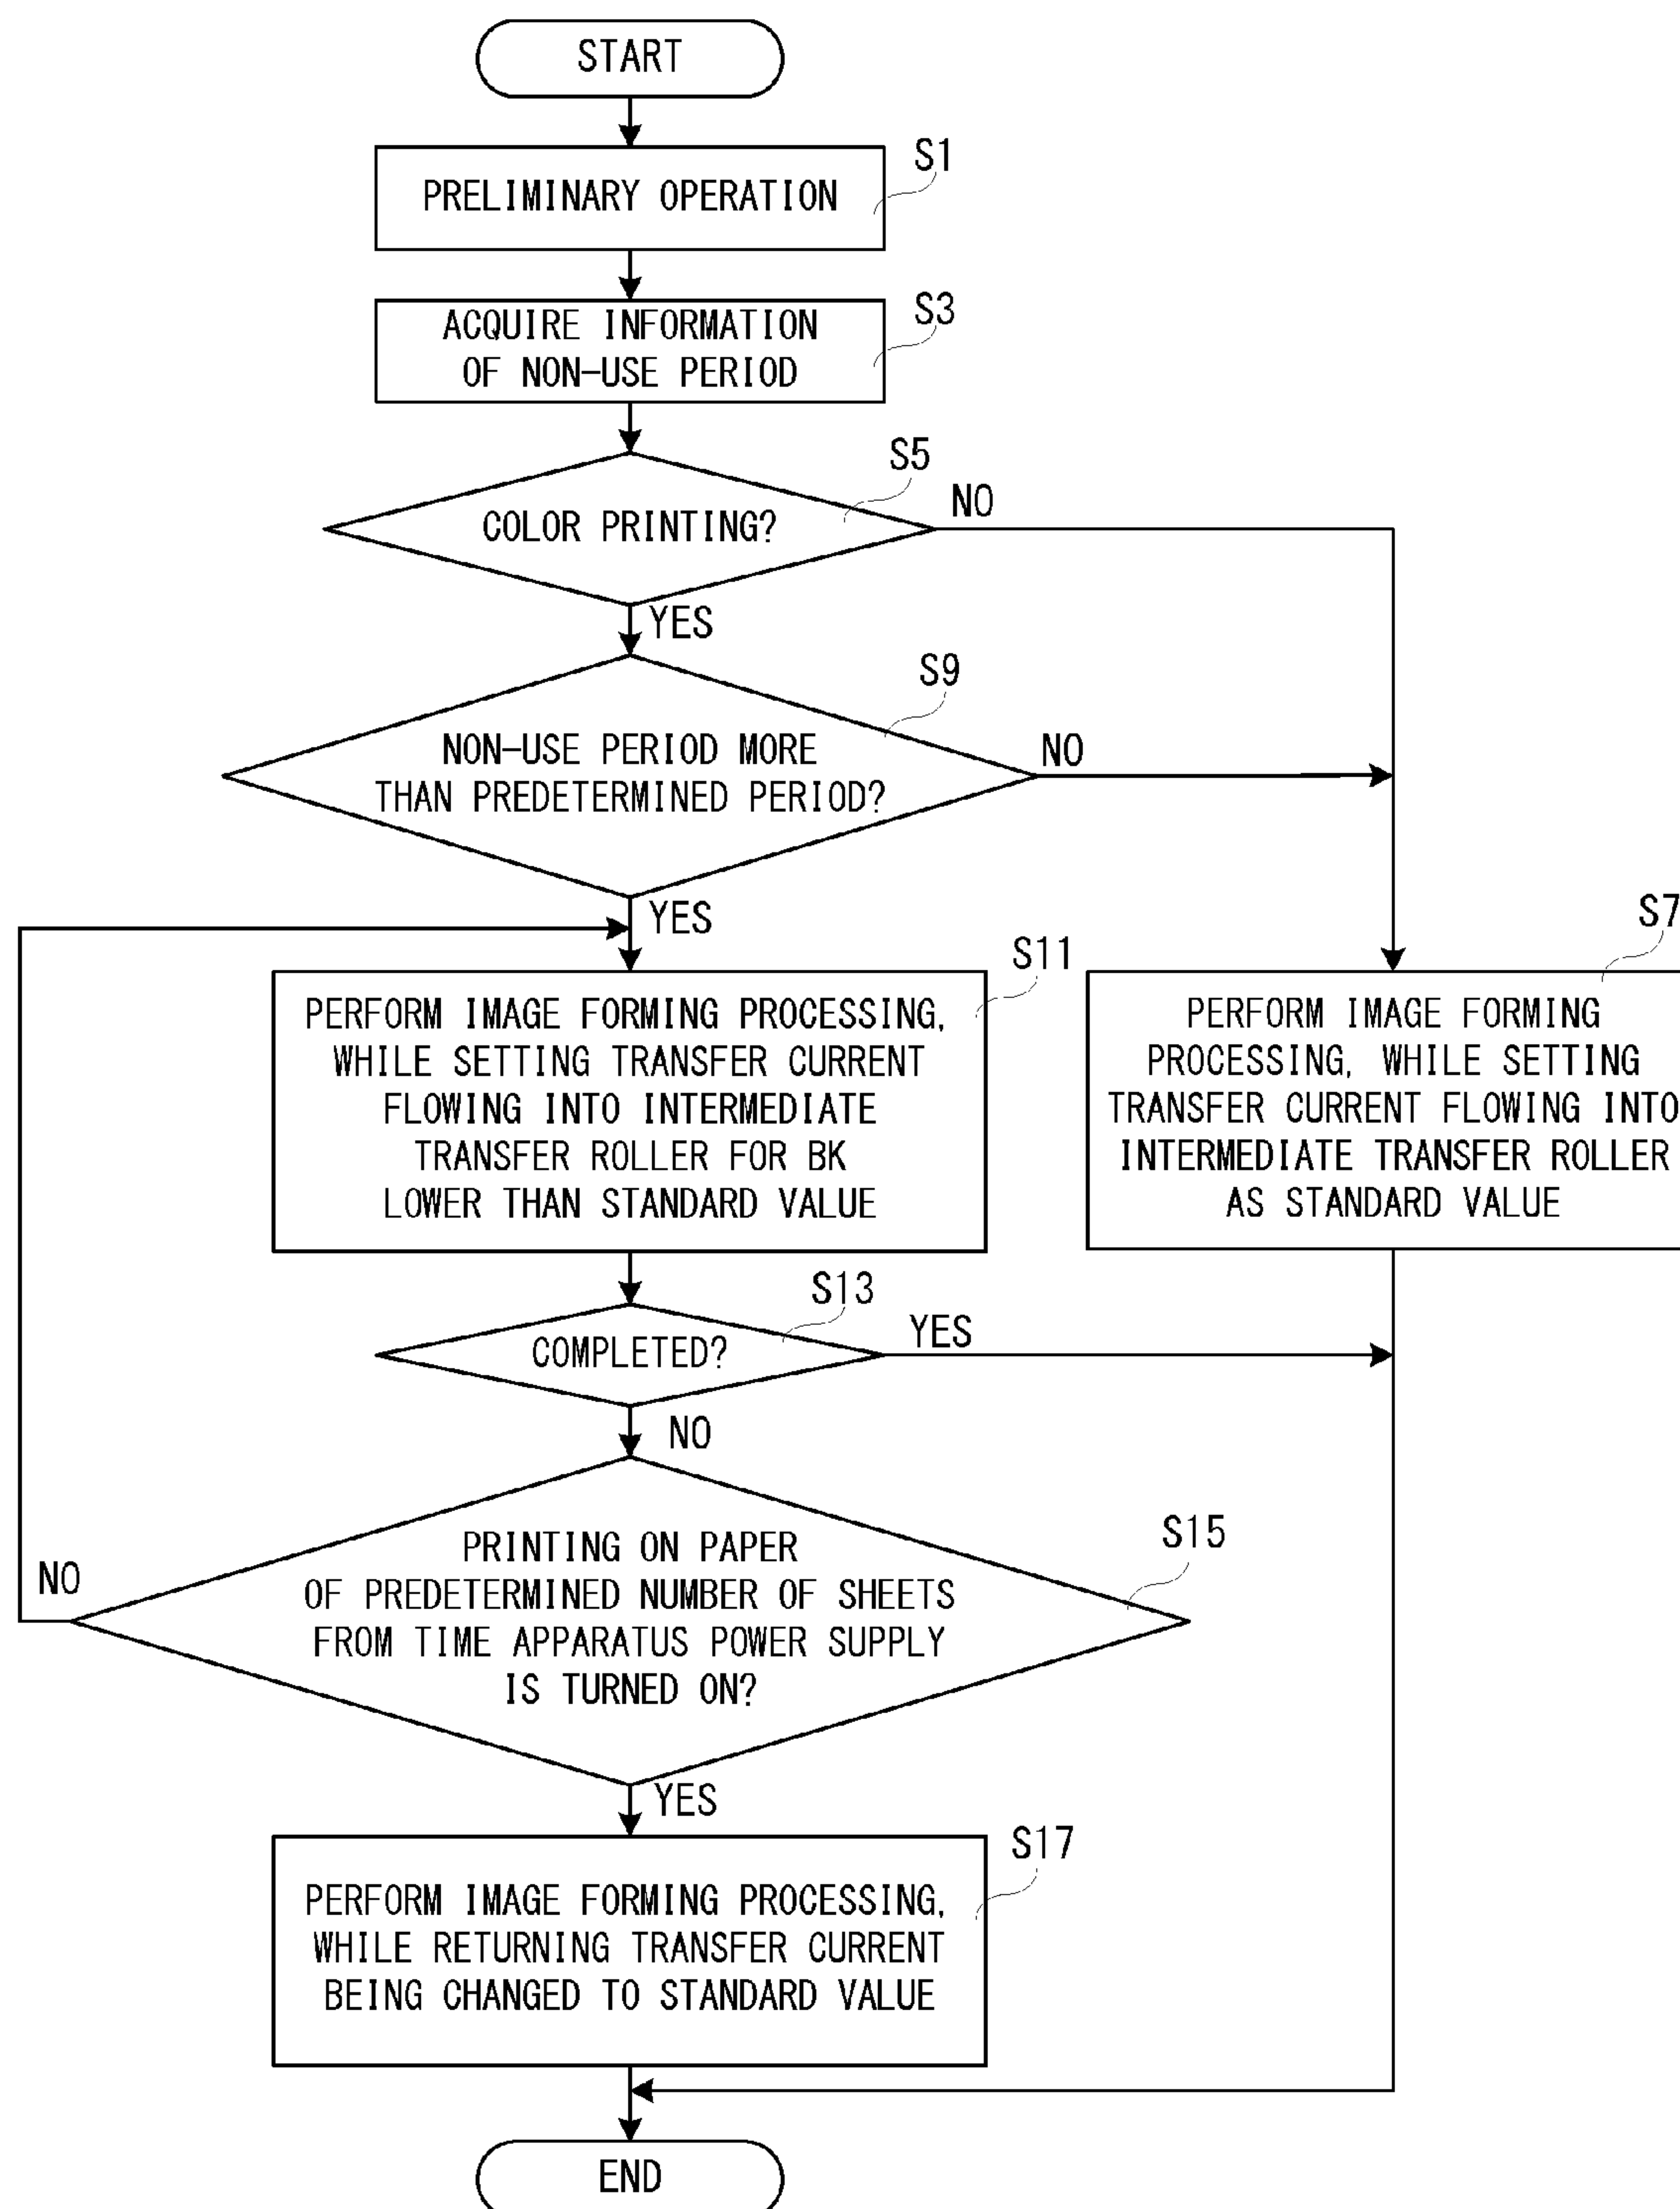 START
S1
PRELIMINARY OPERATION
S3
ACQUIRE INFORMATION
OF NON-USE PERIOD
S5
COLOR PRINTING?
NO
YES
S9
NON-USE PERIOD MORE
THAN PREDETERMINED PERIOD?
NO
YES
S11
PERFORM IMAGE FORMING PROCESSING,
WHILE SETTING TRANSFER CURRENT
FLOWING INTO INTERMEDIATE
TRANSFER ROLLER FOR BK
LOWER THAN STANDARD VALUE
S7
PERFORM IMAGE FORMING
PROCESSING, WHILE SETTING
TRANSFER CURRENT FLOWING INTO
INTERMEDIATE TRANSFER ROLLER
AS STANDARD VALUE
S13
COMPLETED?
YES
NO
S15
PRINTING ON PAPER
OF PREDETERMINED NUMBER OF SHEETS
FROM TIME APPARATUS POWER SUPPLY
IS TURNED ON?
NO
YES
S17
PERFORM IMAGE FORMING PROCESSING,
WHILE RETURNING TRANSFER CURRENT
BEING CHANGED TO STANDARD VALUE
END